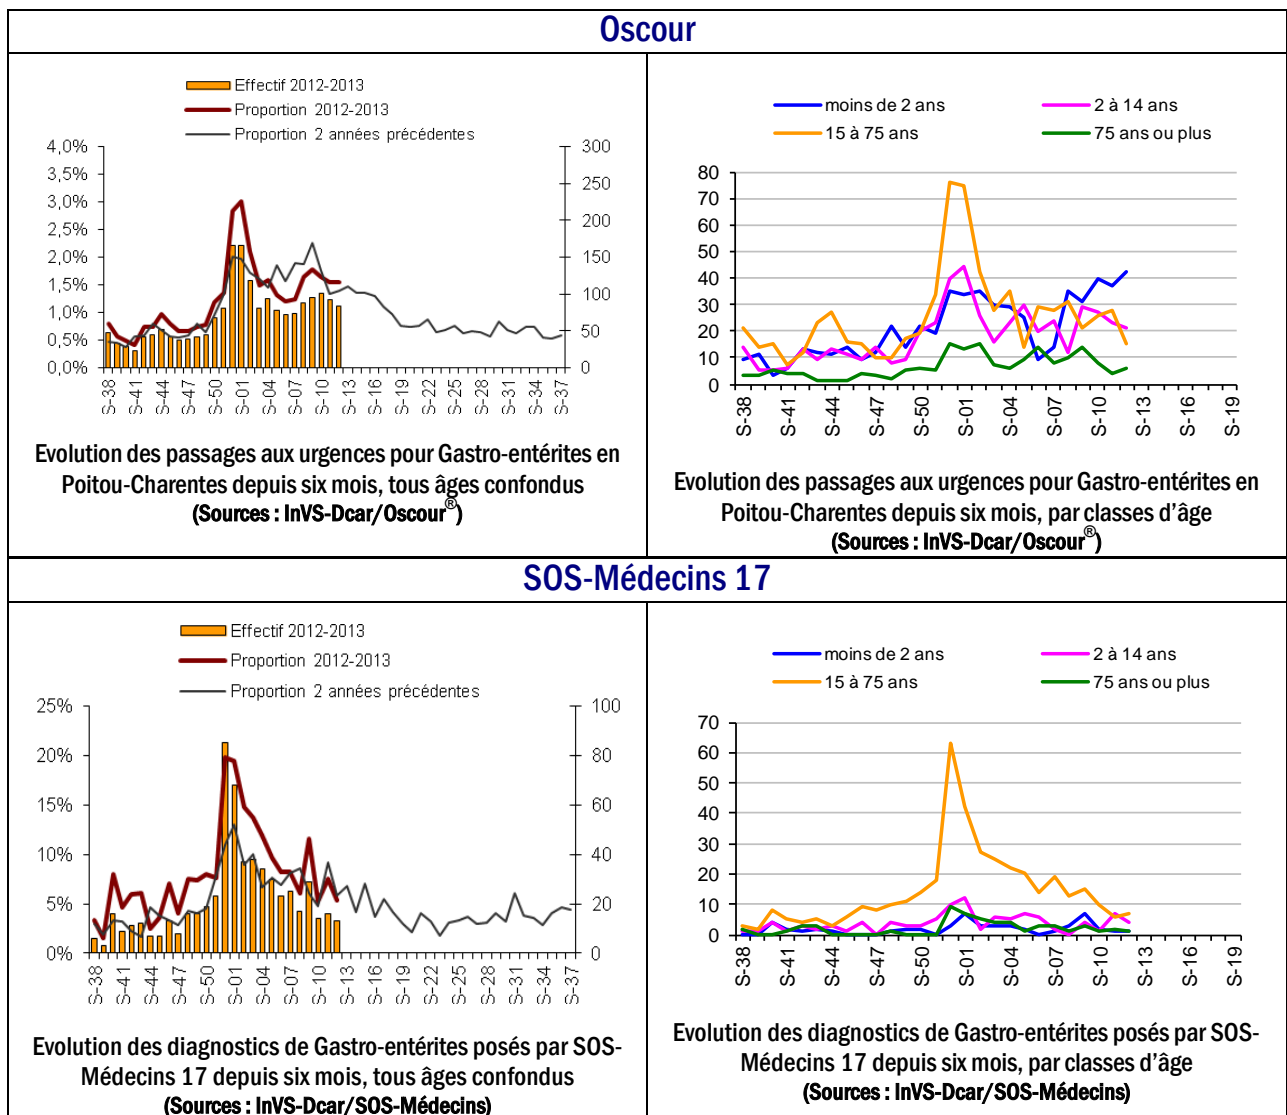 Oscour
Effectif 2012-2013
Proportion 2012-2013
Proportion 2 années précédentes
4,0%
3,5%
3,0%
2,5%
2,0%
1,5%
1,0%
0,5%
0,0%
300
250
200
150
100
50
0
S-38
S-41
S-44
S-47
S-50
S-01
S-04
S-07
S-10
S-13
S-16
S-19
S-22
S-25
S-28
S-31
S-34
S-37
Evolution des passages aux urgences pour Gastro-entérites en
Poitou-Charentes depuis six mois, tous âges confondus
(Sources : InVS-Dcar/Oscour®)
moins de 2 ans
2 à 14 ans
15 à 75 ans
75 ans ou plus
80
70
60
50
40
30
20
10
0
S-38
S-41
S-44
S-47
S-50
S-01
S-04
S-07
S-10
S-13
S-16
S-19
Evolution des passages aux urgences pour Gastro-entérites en
Poitou-Charentes depuis six mois, par classes d'âge
(Sources : InVS-Dcar/Oscour®)
SOS-Médecins 17
Effectif 2012-2013
Proportion 2012-2013
Proportion 2 années précédentes
25%
20%
15%
10%
5%
0%
100
80
60
40
20
0
S-38
S-41
S-44
S-47
S-50
S-01
S-04
S-07
S-10
S-13
S-16
S-19
S-22
S-25
S-28
S-31
S-34
S-37
Evolution des diagnostics de Gastro-entérites posés par SOS-
Médecins 17 depuis six mois, tous âges confondus
(Sources : InVS-Dcar/SOS-Médecins)
moins de 2 ans
2 à 14 ans
15 à 75 ans
75 ans ou plus
70
60
50
40
30
20
10
0
S-38
S-41
S-44
S-47
S-50
S-01
S-04
S-07
S-10
S-13
S-16
S-19
Evolution des diagnostics de Gastro-entérites posés par SOS-
Médecins 17 depuis six mois, par classes d'âge
(Sources : InVS-Dcar/SOS-Médecins)